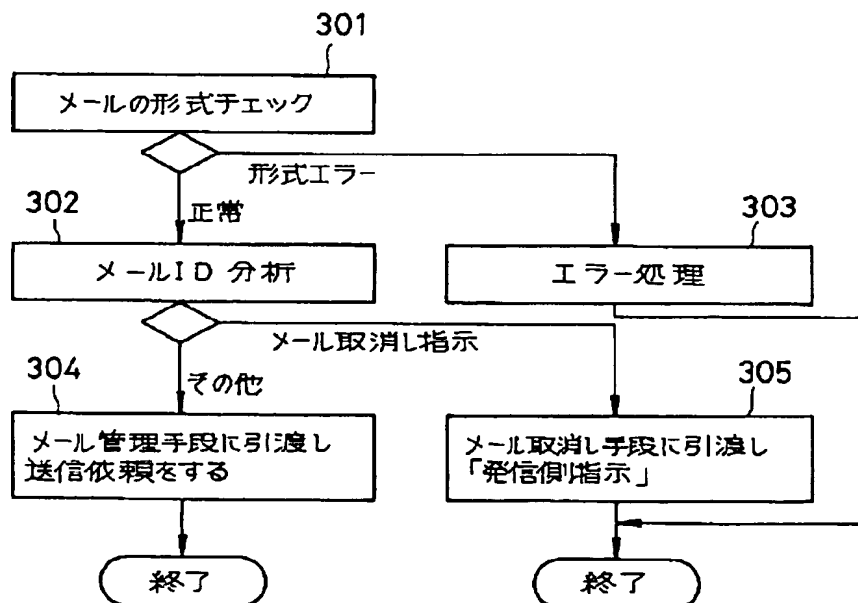 301
メールの形式チェック
形式エラー
正常
302
303
メールID 分析
エラー処理
メール取消し指示
その他
304
305
メール管理手段に引渡し
送信依頼をする
メール取消し手段に引渡し
「発信側指示」
終了
終了